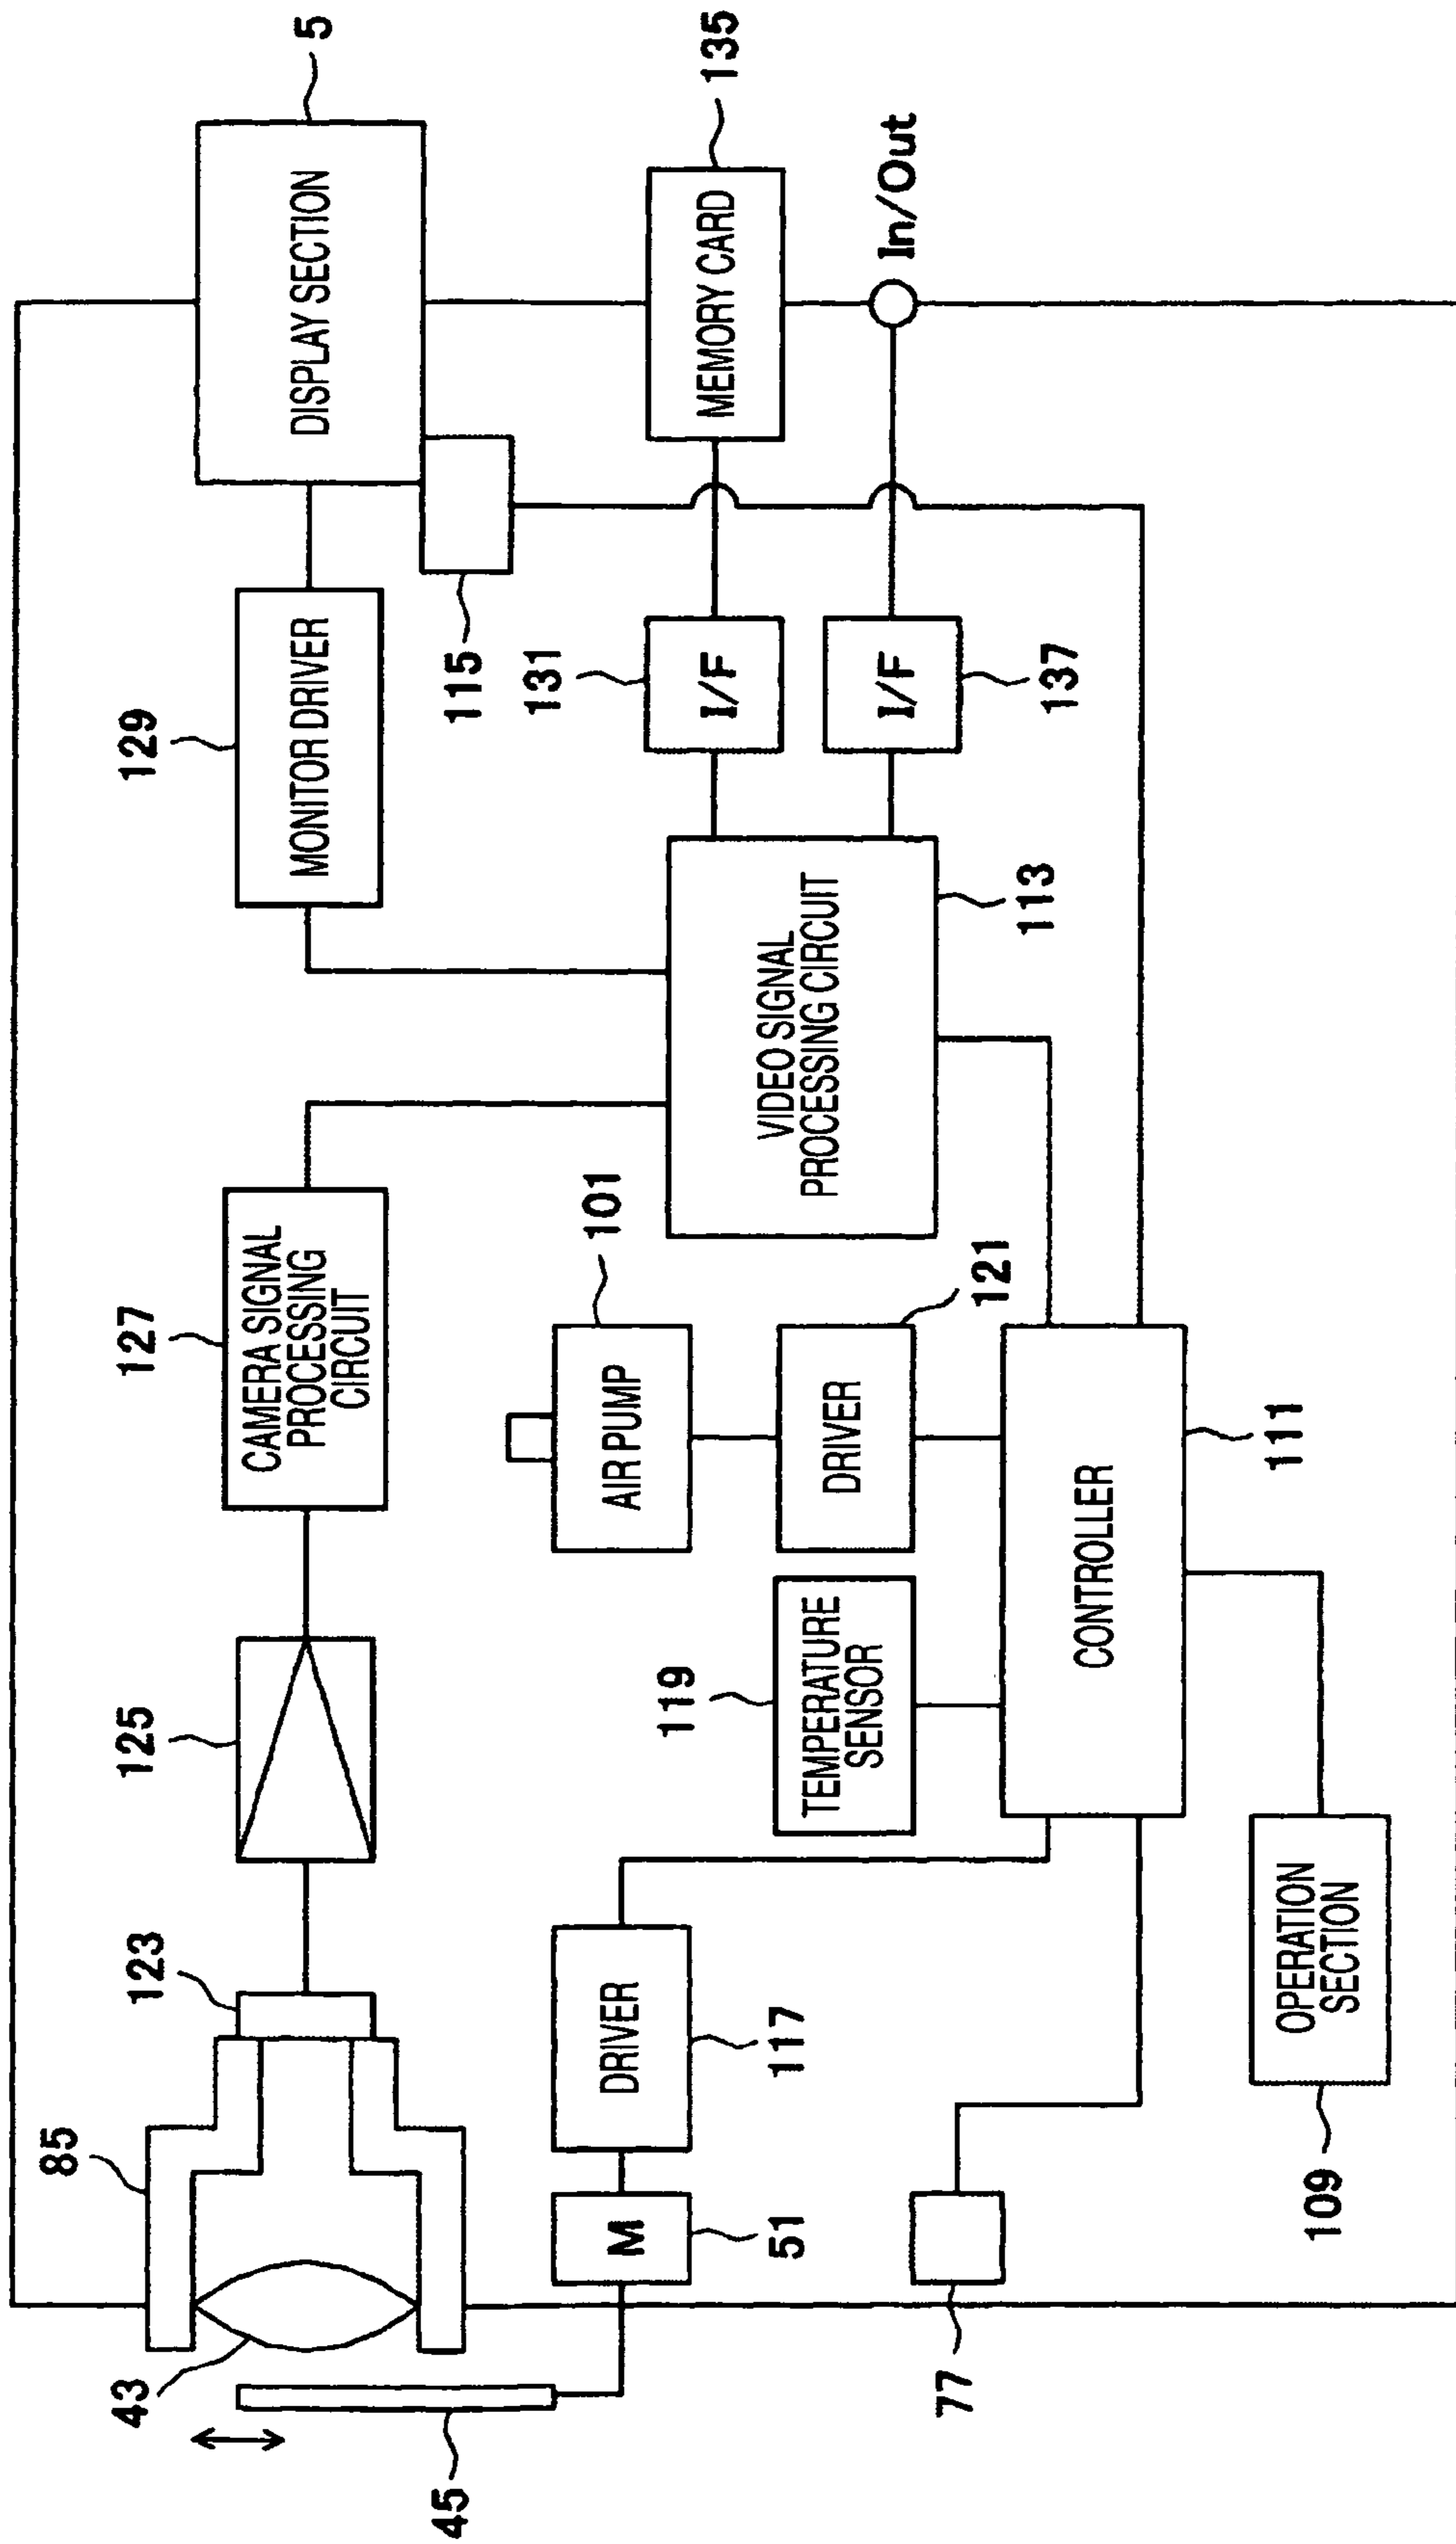 85
123
125
127
129
5
43
CAMERA SIGNAL
PROCESSING
CIRCUIT
MONITOR DRIVER
DISPLAY SECTION
45
M
51
DRIVER
117
119
TEMPERATURE
SENSOR
AIR PUMP
101
DRIVER
121
VIDEO SIGNAL
PROCESSING CIRCUIT
113
115
131
I/F
I/F
137
MEMORY CARD
135
In/Out
77
CONTROLLER
111
OPERATION
SECTION
109